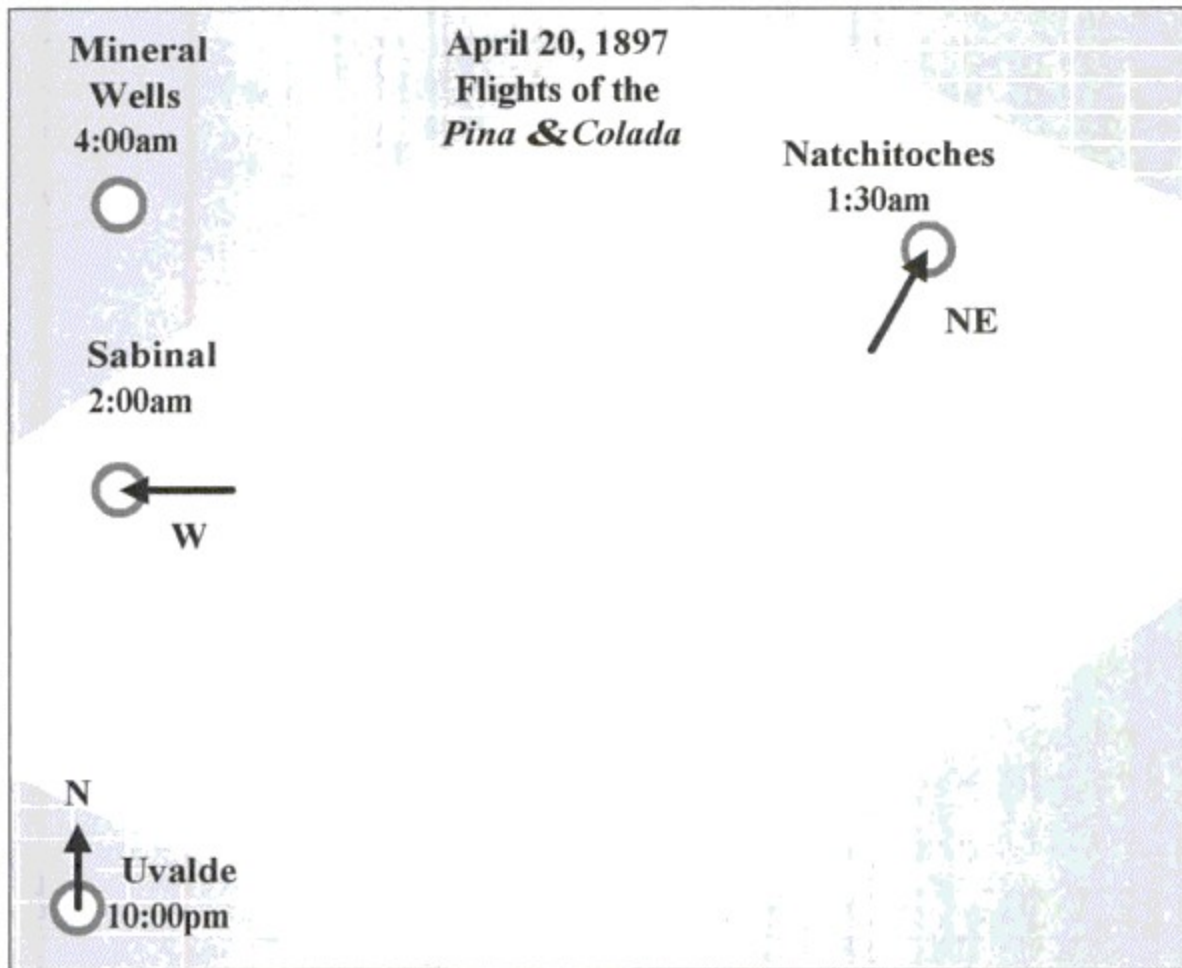 Mineral
Wells
4:00am
April 20, 1897
Flights of the
Pina & Colada
Natchitoches
1:30am
NE
Sabinal
2:00am
W
N
Uvalde
10:00pm